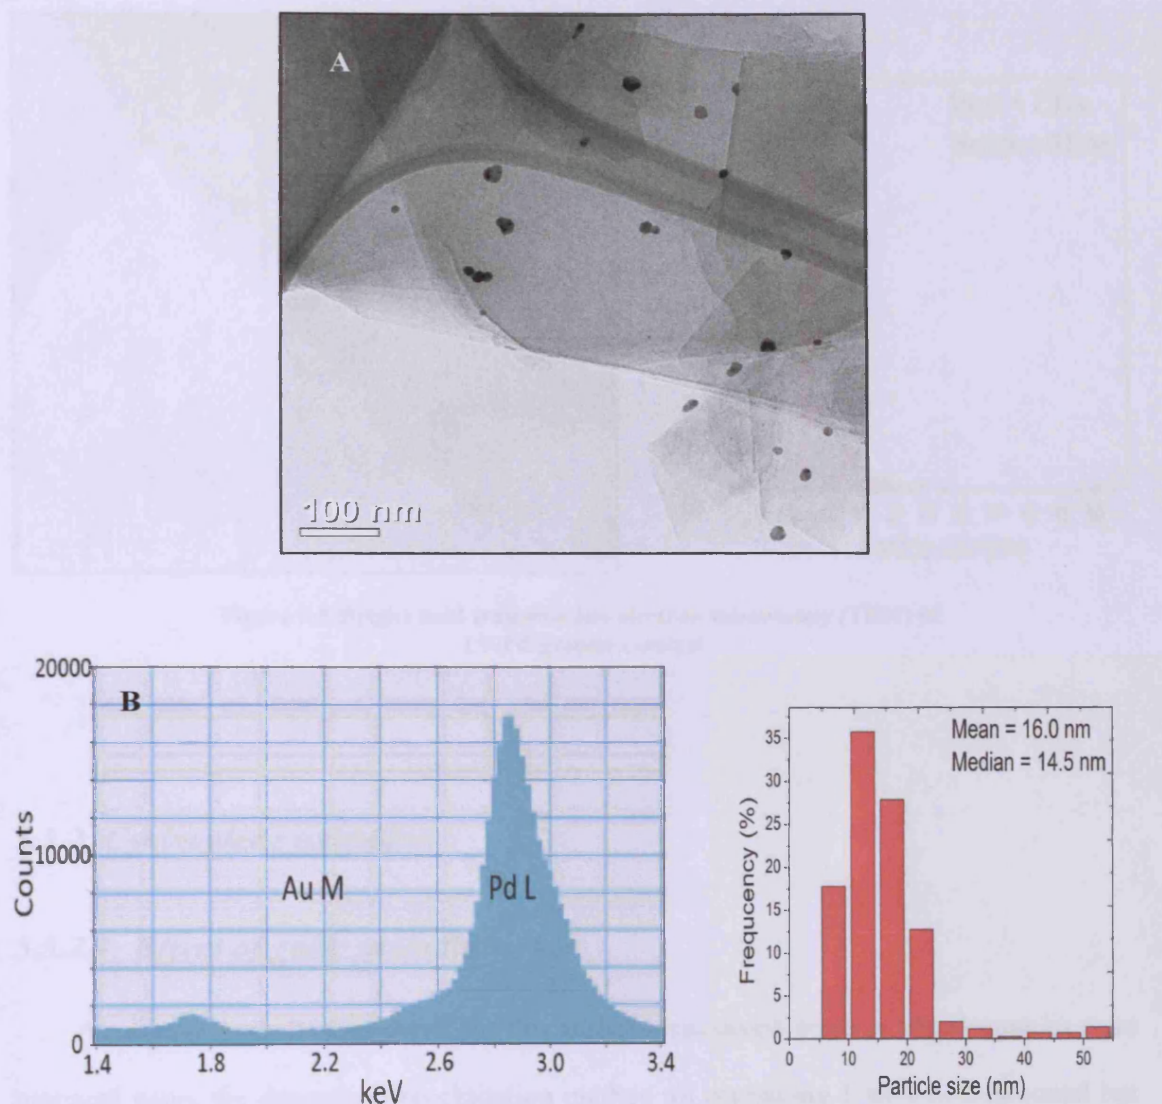 A
100 nm
B
20000
10000
0
Counts
Au M
Pd L
1.4 1.8 2.2 2.6 3.0 3.4
keV
Mean = 16.0 nm
Median = 14.5 nm
35
30
25
20
15
10
5
0
Frequcency (%)
0 10 20 30 40 50
Particle size (nm)